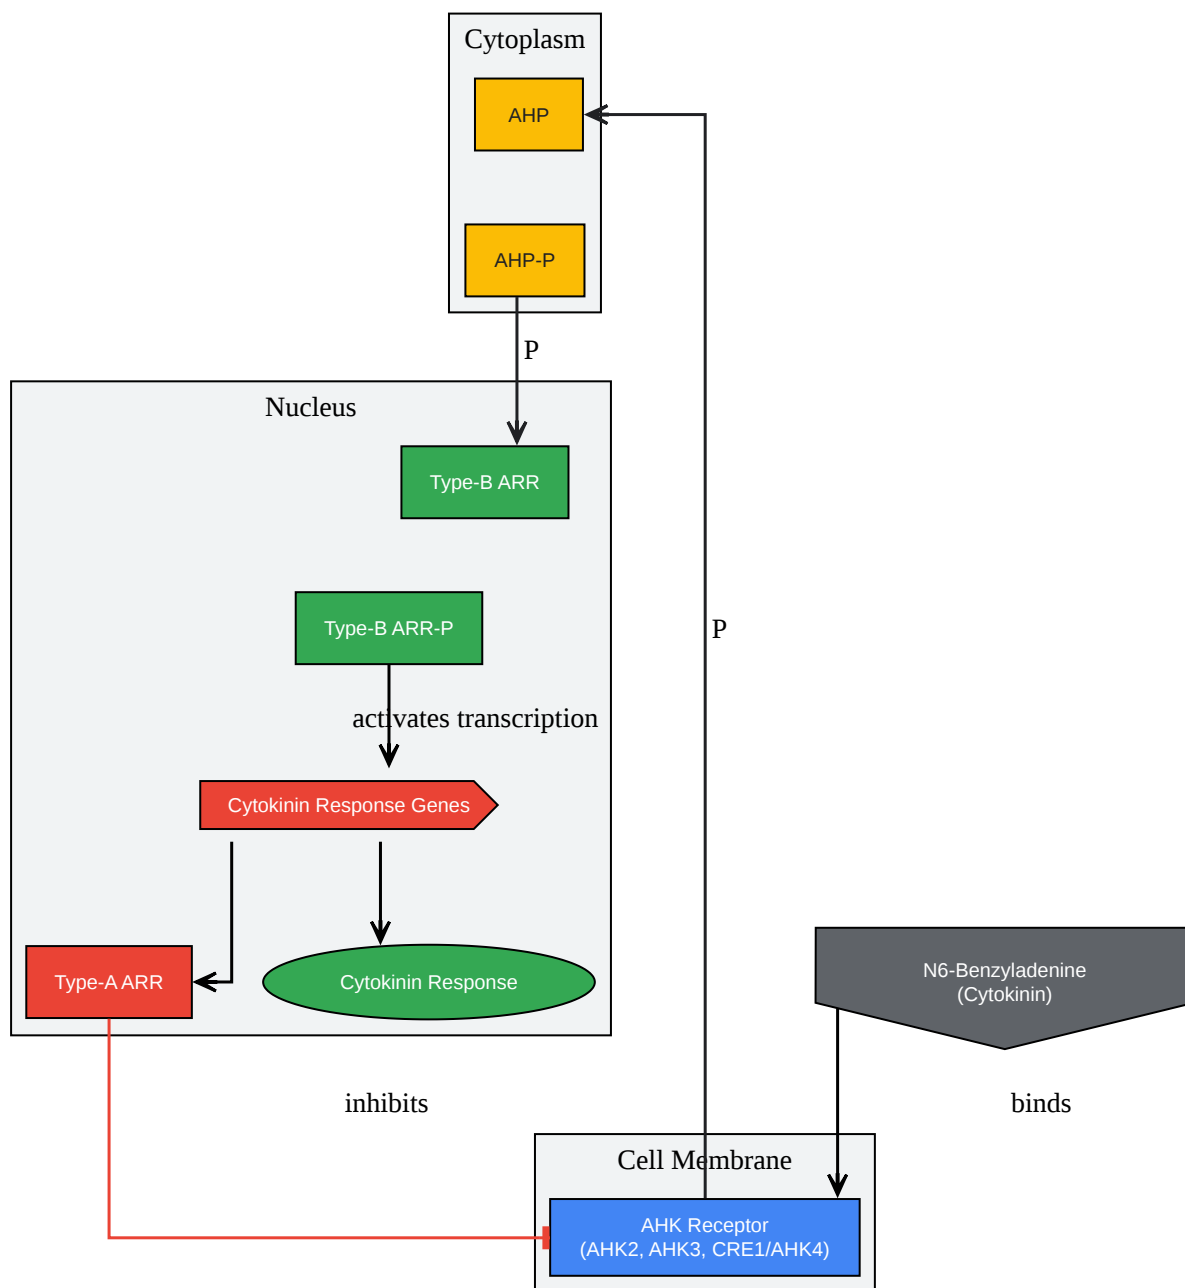 Cytoplasm
AHP
AHP-P
P
Nucleus
Type-B ARR
Type-B ARR-P
P
activates transcription
Cytokinin Response Genes
Type-A ARR
Cytokinin Response
N6-Benzyladenine
(Cytokinin)
inhibits
binds
Cell Membrane
AHK Receptor
(AHK2, AHK3, CRE1/AHK4)